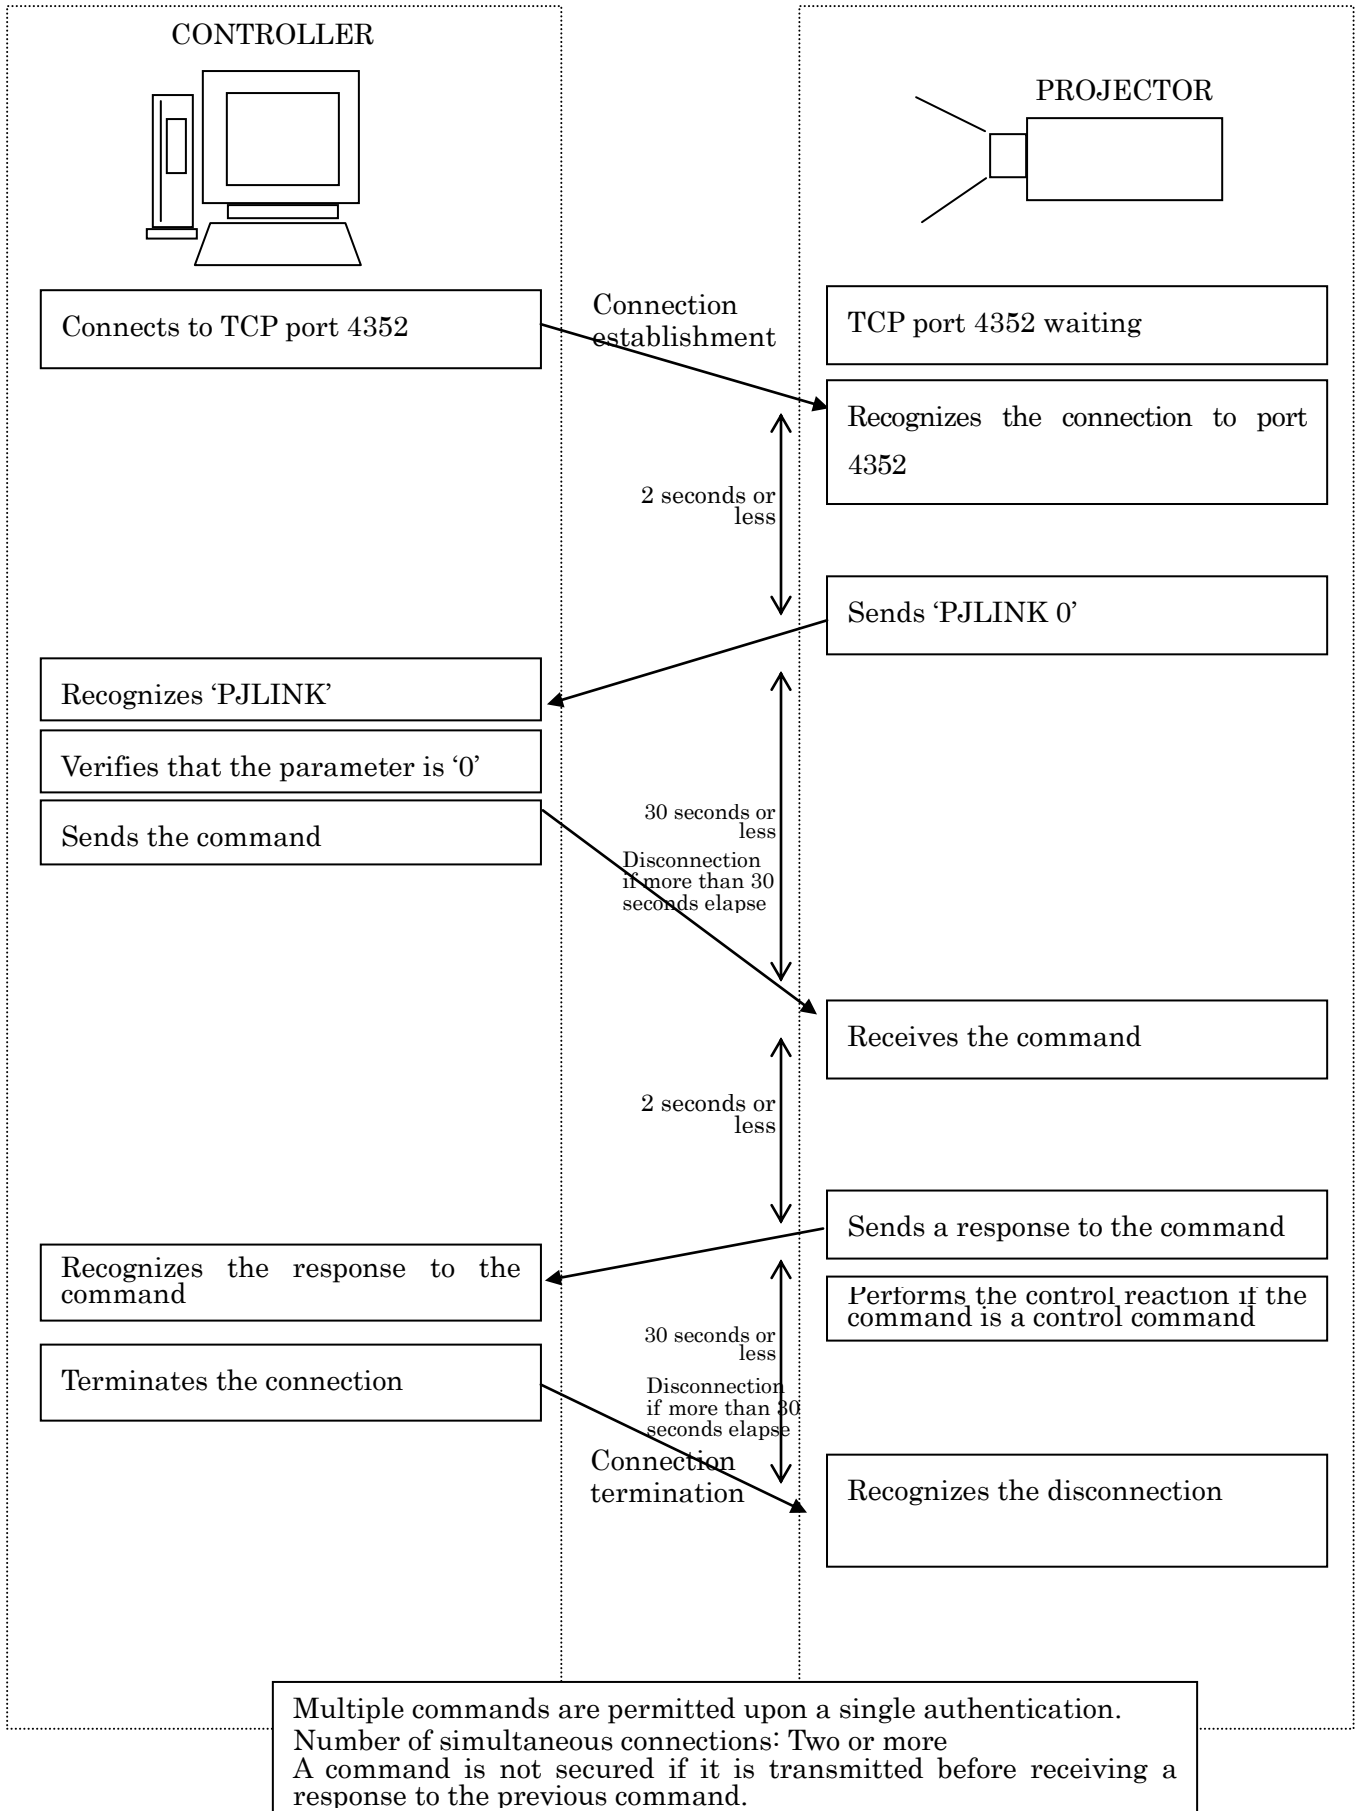 CONTROLLER
PROJECTOR
Connects to TCP port 4352
Connection
establishment
TCP port 4352 waiting
Recognizes the connection to port
4352
2 seconds or
less
Sends ‘PJLINK 0’
Recognizes ‘PJLINK’
Verifies that the parameter is ‘0’
Sends the command
30 seconds or
less
Disconnection
if more than 30
seconds elapse
Receives the command
2 seconds or
less
Sends a response to the command
Recognizes the response to the
command
Performs the control reaction if the
command is a control command
30 seconds or
less
Terminates the connection
Disconnection
if more than 30
seconds elapse
Connection
termination
Recognizes the disconnection
Multiple commands are permitted upon a single authentication.
Number of simultaneous connections: Two or more
A command is not secured if it is transmitted before receiving a
response to the previous command.